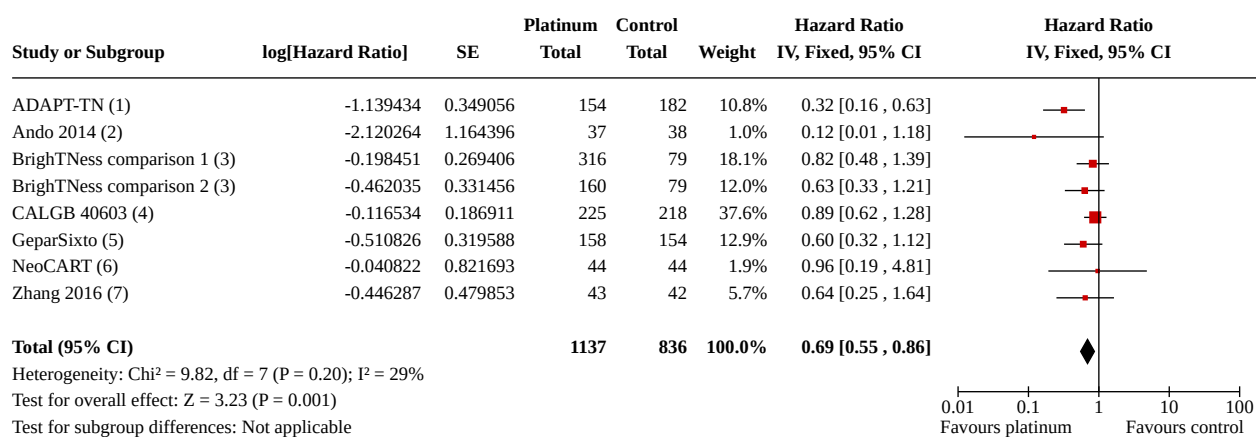 Platinum Control Hazard Ratio Hazard Ratio
Study or Subgroup log[Hazard Ratio] SE Total Total Weight IV, Fixed, 95% CI IV, Fixed, 95% CI
ADAPT-TN (1) -1.139434 0.349056 154 182 10.8% 0.32 [0.16 , 0.63]
Ando 2014 (2) -2.120264 1.164396 37 38 1.0% 0.12 [0.01 , 1.18]
BrighTNess comparison 1 (3) -0.198451 0.269406 316 79 18.1% 0.82 [0.48 , 1.39]
BrighTNess comparison 2 (3) -0.462035 0.331456 160 79 12.0% 0.63 [0.33 , 1.21]
CALGB 40603 (4) -0.116534 0.186911 225 218 37.6% 0.89 [0.62 , 1.28]
GeparSixto (5) -0.510826 0.319588 158 154 12.9% 0.60 [0.32 , 1.12]
NeoCART (6) -0.040822 0.821693 44 44 1.9% 0.96 [0.19 , 4.81]
Zhang 2016 (7) -0.446287 0.479853 43 42 5.7% 0.64 [0.25 , 1.64]
Total (95% CI) 1137 836 100.0% 0.69 [0.55 , 0.86]
Heterogeneity: Chi² = 9.82, df = 7 (P = 0.20); I² = 29%
Test for overall effect: Z = 3.23 (P = 0.001)
Test for subgroup differences: Not applicable
0.01 0.1 1 10 100
Favours platinum Favours control